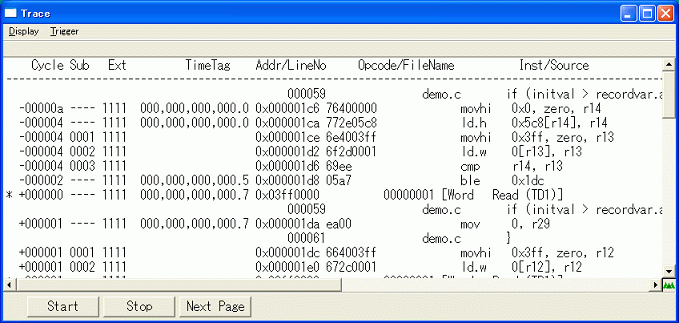 Trace
Display Trigger
Cycle Sub Ext TimeTag Addr/LineNo Opcode/FileName Inst/Source
000059 demo.c if (initval > recordvar.a
-00000a ---- 1111 000,000,000,000.0 0x000001c6 76400000 movhi 0x0, zero, r14
-000004 ---- 1111 000,000,000,000.0 0x000001ca 772e05c8 ld.h 0x5c8[r14], r14
-000004 0001 1111 0x000001ce 6e4003ff movhi 0x3ff, zero, r13
-000004 0002 1111 0x000001d2 6f2d0001 ld.w 0[r13], r13
-000004 0003 1111 0x000001d6 69ee cmp r14, r13
-000002 ---- 1111 000,000,000,000.5 0x000001d8 05a7 ble 0x1dc
* +000000 ---- 1111 000,000,000,000.7 0x03ff0000 00000001 [Word Read (TD1)]
000059 demo.c if (initval > recordvar.a
+000001 ---- 1111 000,000,000,000.7 0x000001da ea00 mov 0, r29
000061 demo.c }
+000001 0001 1111 0x000001dc 664003ff movhi 0x3ff, zero, r12
+000001 0002 1111 0x000001e0 672c0001 ld.w 0[r12], r12
Start Stop Next Page